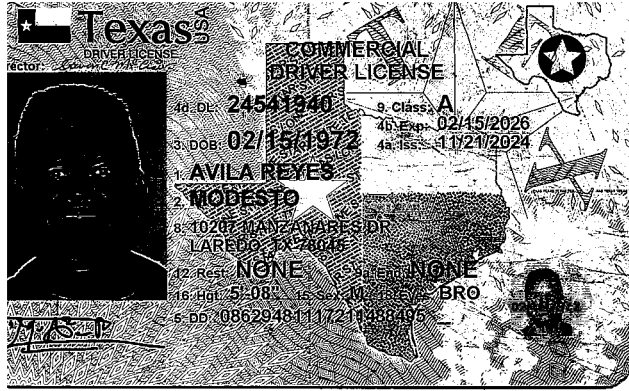 Texas USA
DRIVER LICENSE
COMMERCIAL
DRIVER LICENSE
4d. DL: 24541940 9. Class: A
4b. Exp: 02/15/2026
3. DOB: 02/15/1972 4a. Iss: 11/21/2024
1. AVILA REYES
2. MODESTO
8. 10207 MANZANARES DR
LAREDO, TX 78045
12. Rest: NONE 9a. End: NONE
16. Hgt: 5'-08" 15. Sex: M 18. Eyes: BRO
5. DD: 08629481117211488495